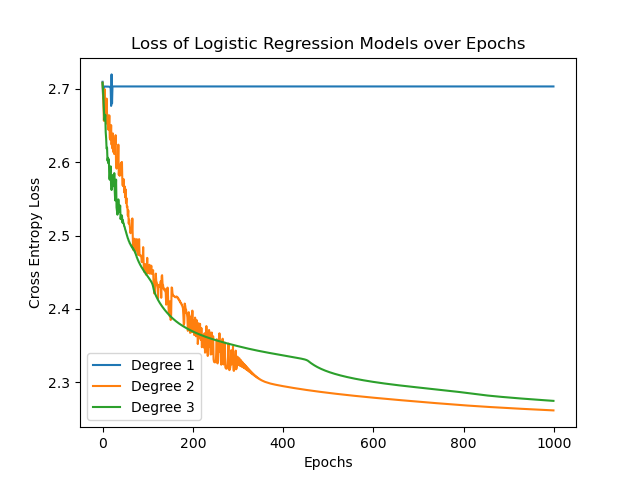 Loss of Logistic Regression Models over Epochs
Cross Entropy Loss
2.7
2.6
2.5
2.4
2.3
Degree 1
Degree 2
Degree 3
0 200 400 600 800 1000
Epochs